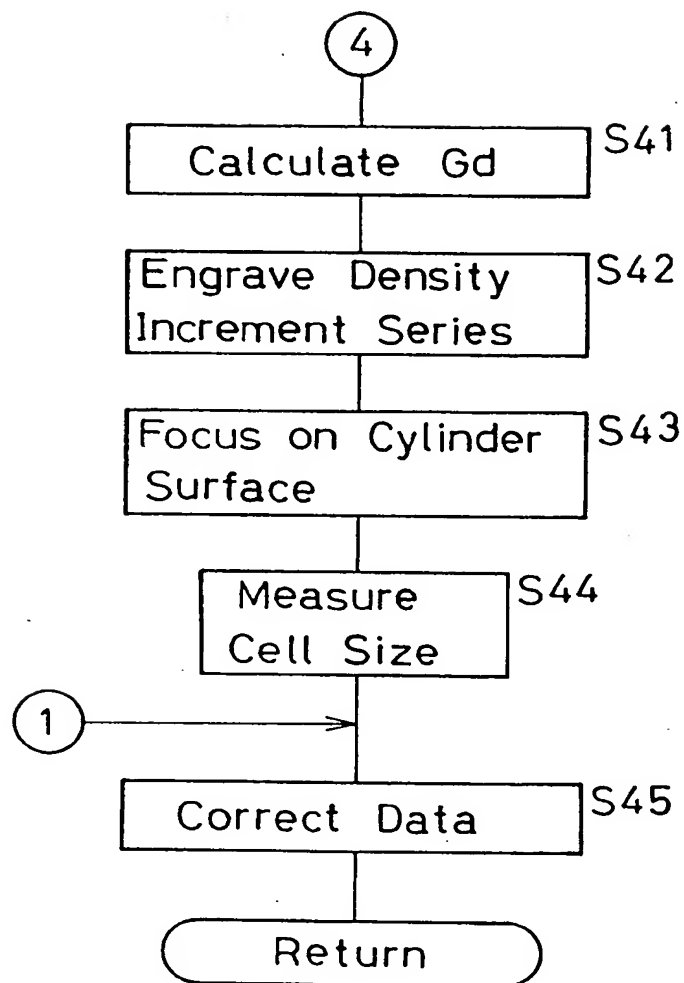 4
Calculate Gd
S41
Engrave Density
Increment Series
S42
Focus on Cylinder
Surface
S43
Measure
Cell Size
S44
1
Correct Data
S45
Return